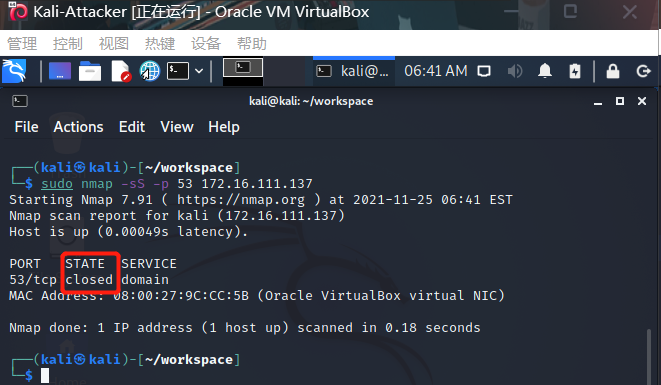 Kali-Attacker [正在运行] - Oracle VM VirtualBox
管理 控制 视图 热键 设备 帮助
kali@... 06:41 AM
kali@kali: ~/workspace
File Actions Edit View Help
┌──(kali㉿kali)-[~/workspace]
└─$ sudo nmap -sS -p 53 172.16.111.137
Starting Nmap 7.91 ( https://nmap.org ) at 2021-11-25 06:41 EST
Nmap scan report for kali (172.16.111.137)
Host is up (0.00049s latency).
PORT STATE SERVICE
53/tcp closed domain
MAC Address: 08:00:27:9C:CC:5B (Oracle VirtualBox virtual NIC)
Nmap done: 1 IP address (1 host up) scanned in 0.18 seconds
┌──(kali㉿kali)-[~/workspace]
└─$